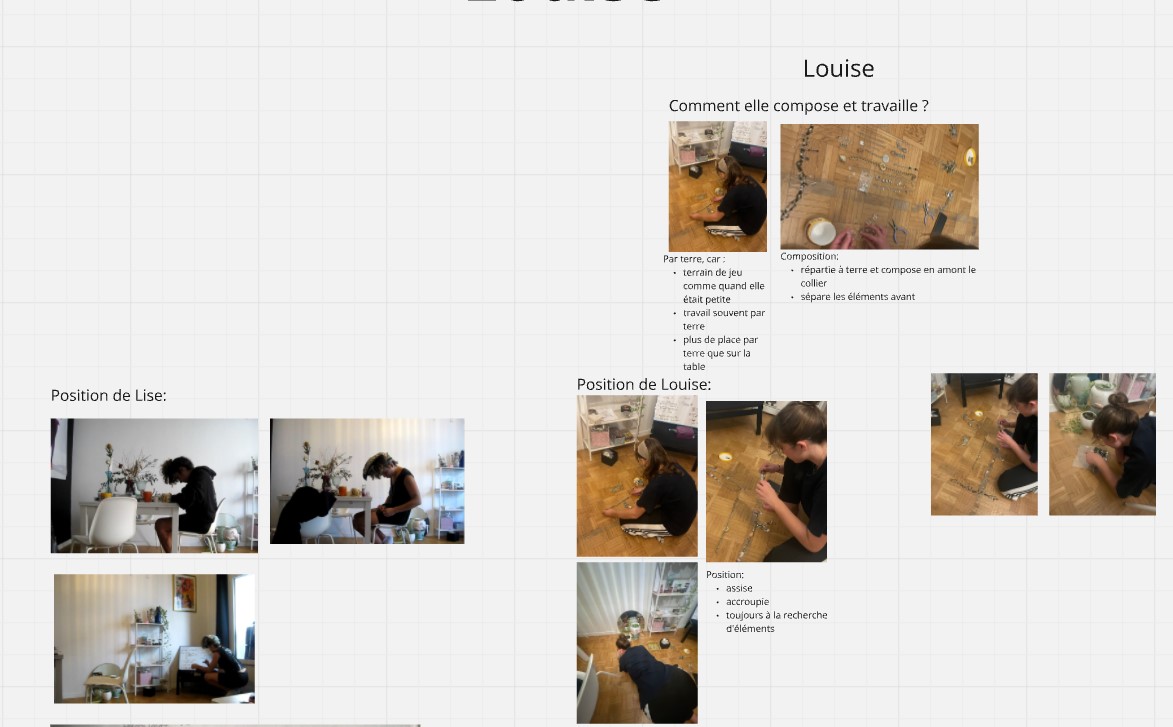 Louise
Comment elle compose et travaille ?
Par terre, car :
• terrain de jeu
comme quand elle
était petite
• travail souvent par
terre
• plus de place par
terre que sur la
table
Composition:
• répartie à terre et compose en amont le
collier
• sépare les éléments avant
Position de Lise:
Position de Louise:
Position:
• assise
• accroupie
• toujours à la recherche
d'éléments